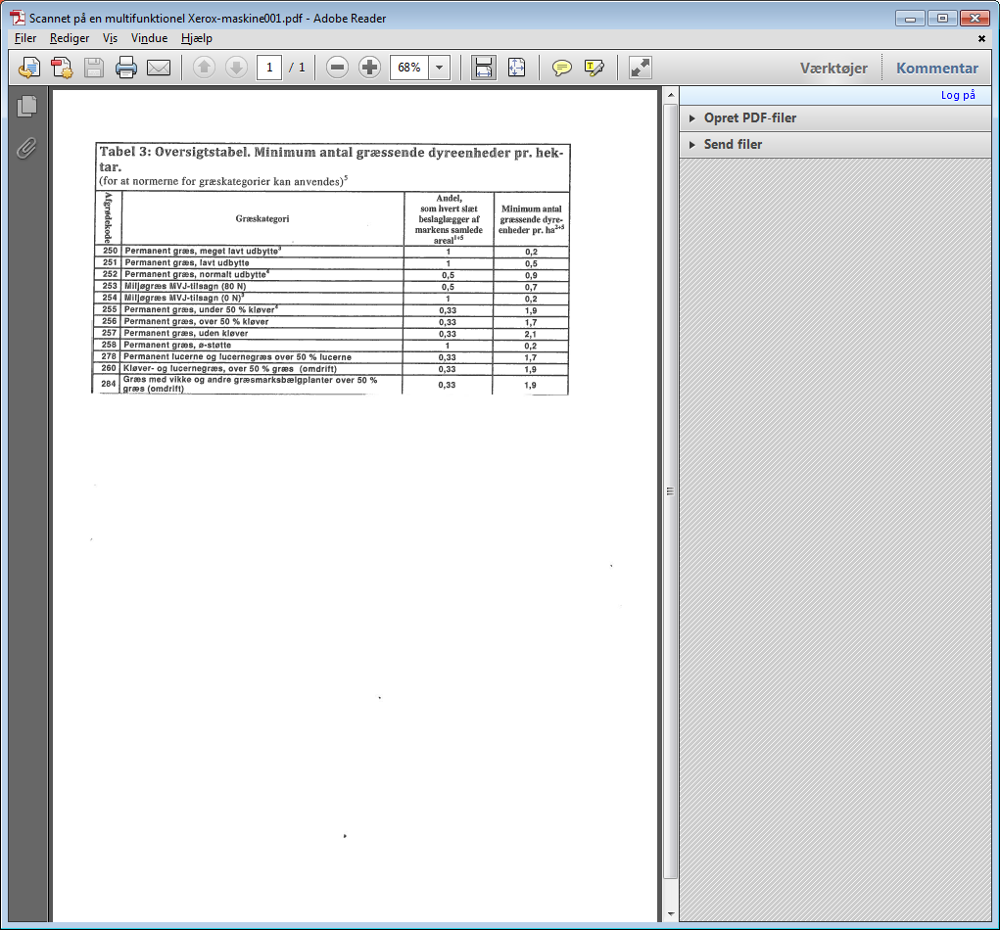 Scannet på en multifunktionel Xerox-maskine001.pdf - Adobe Reader
Filer Rediger Vis Vindue Hjælp
1 / 1 68% Værktøjer Kommentar
Log på
Opret PDF-filer
Send filer
Tabel 3: Oversigtstabel. Minimum antal græssende dyreenheder pr. hek-
tar.
(for at normerne for græskategorier kan anvendes)⁵
Afgrødekode
Græskategori
Andel,
som hvert slæt
beslaglægger af
markens samlede
areal¹⁺⁵
Minimum antal
græssende dyre-
enheder pr. ha²⁺⁵
250 Permanent græs, meget lavt udbytte³ 1 0,2
251 Permanent græs, lavt udbytte 1 0,5
252 Permanent græs, normalt udbytte⁴ 0,5 0,9
253 Miljøgræs MVJ-tilsagn (80 N) 0,5 0,7
254 Miljøgræs MVJ-tilsagn (0 N)³ 1 0,2
255 Permanent græs, under 50 % kløver⁴ 0,33 1,9
256 Permanent græs, over 50 % kløver 0,33 1,7
257 Permanent græs, uden kløver 0,33 2,1
258 Permanent græs, ø-støtte 1 0,2
278 Permanent lucerne og lucernegræs over 50 % lucerne 0,33 1,7
260 Kløver- og lucernegræs, over 50 % græs (omdrift) 0,33 1,9
284 Græs med vikke og andre græsmarksbælgplanter over 50 %
græs (omdrift) 0,33 1,9